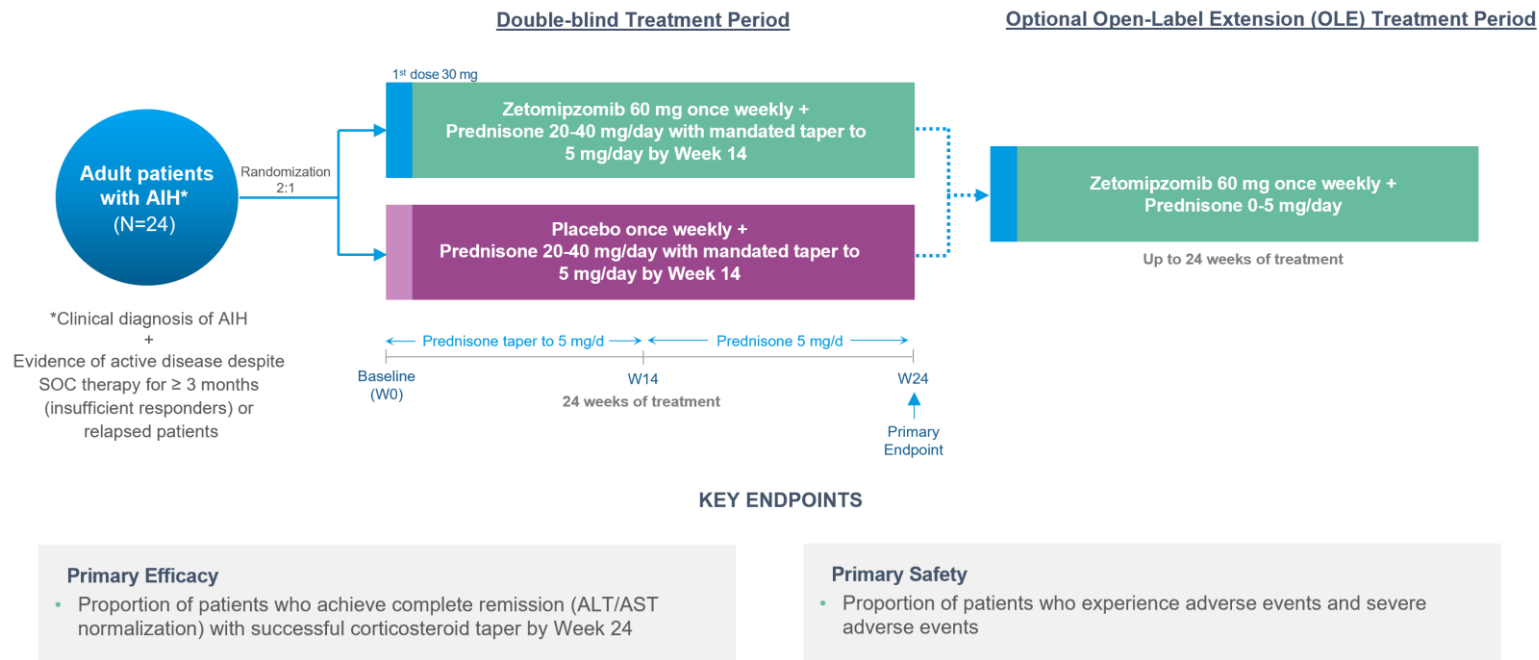 Double-blind Treatment Period
Optional Open-Label Extension (OLE) Treatment Period
1st dose 30 mg
Zetomipzomib 60 mg once weekly +
Prednisone 20-40 mg/day with mandated taper to
5 mg/day by Week 14
Adult patients
with AIH*
(N=24)
Randomization
2:1
Placebo once weekly +
Prednisone 20-40 mg/day with mandated taper to
5 mg/day by Week 14
Zetomipzomib 60 mg once weekly +
Prednisone 0-5 mg/day
Up to 24 weeks of treatment
*Clinical diagnosis of AIH
+
Evidence of active disease despite
SOC therapy for ≥ 3 months
(insufficient responders) or
relapsed patients
Prednisone taper to 5 mg/d
Prednisone 5 mg/d
Baseline
(W0)
W14
W24
24 weeks of treatment
Primary
Endpoint
KEY ENDPOINTS
Primary Efficacy
• Proportion of patients who achieve complete remission (ALT/AST
normalization) with successful corticosteroid taper by Week 24
Primary Safety
• Proportion of patients who experience adverse events and severe
adverse events